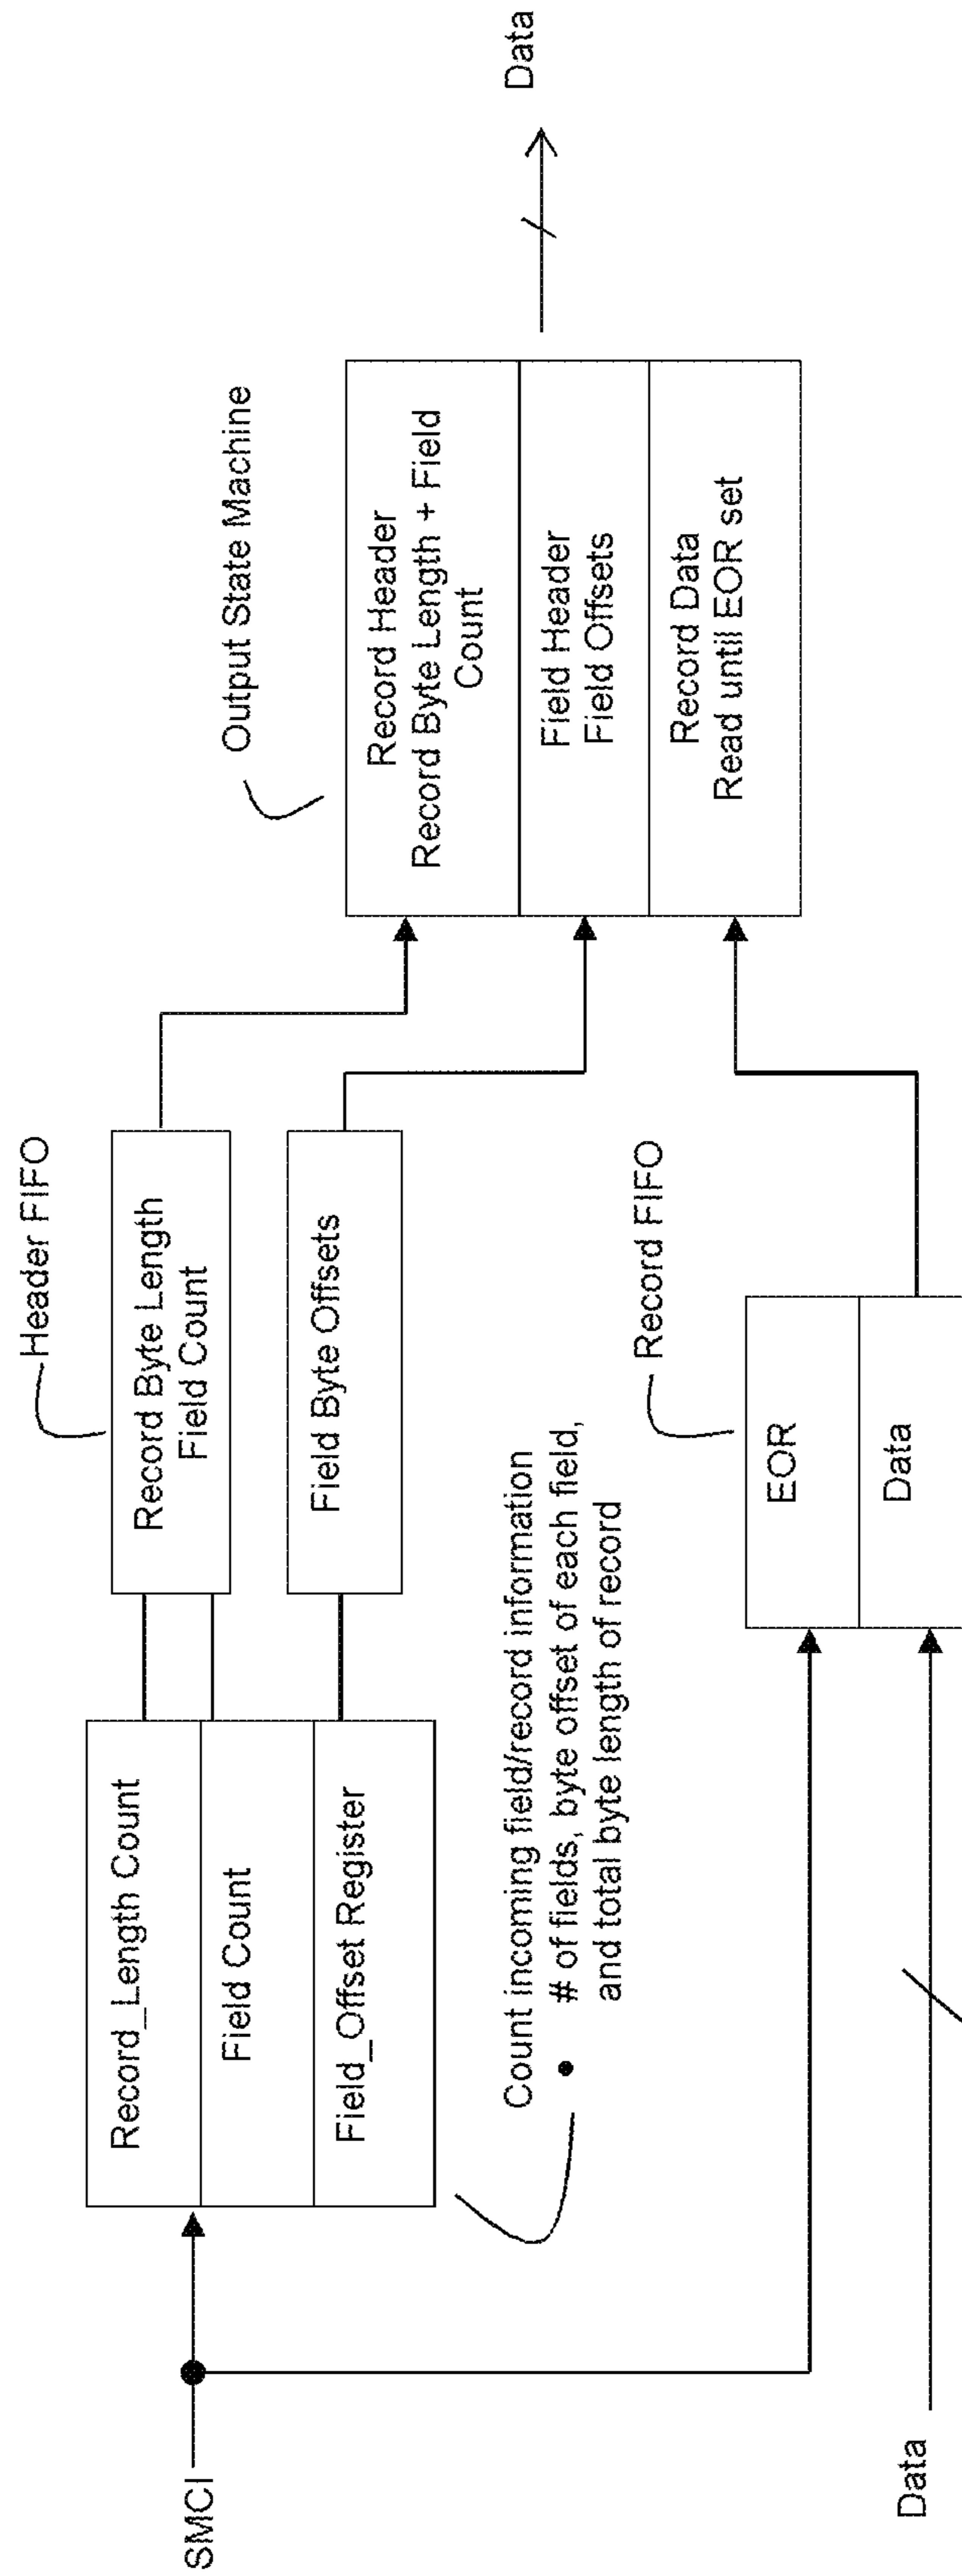 SMCI
Record_Length Count
Field Count
Field_Offset Register
Count incoming field/record information
• # of fields, byte offset of each field,
and total byte length of record
Header FIFO
Record Byte Length
Field Count
Field Byte Offsets
Data
Record FIFO
EOR
Data
Output State Machine
Record Header
Record Byte Length + Field
Count
Field Header
Field Offsets
Record Data
Read until EOR set
Data